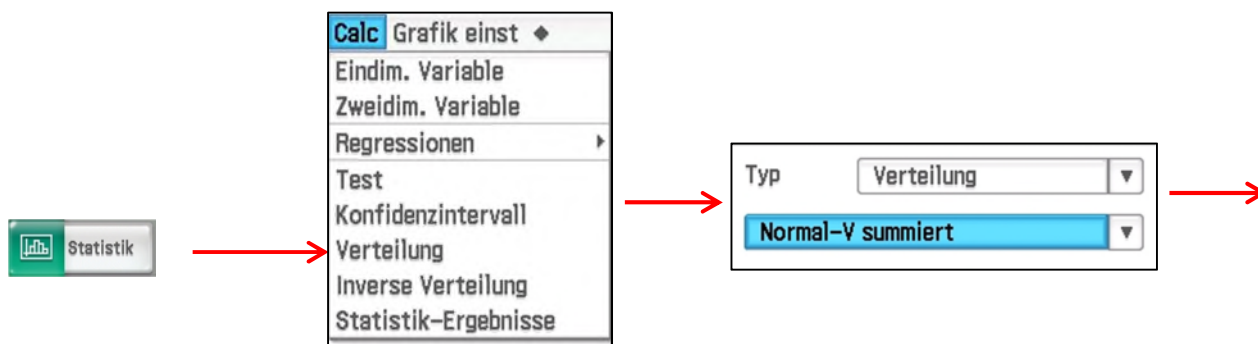 Statistik
Calc Grafik einst ◆
Eindim. Variable
Zweidim. Variable
Regressionen
Test
Konfidenzintervall
Verteilung
Inverse Verteilung
Statistik-Ergebnisse
Typ Verteilung
Normal-V summiert